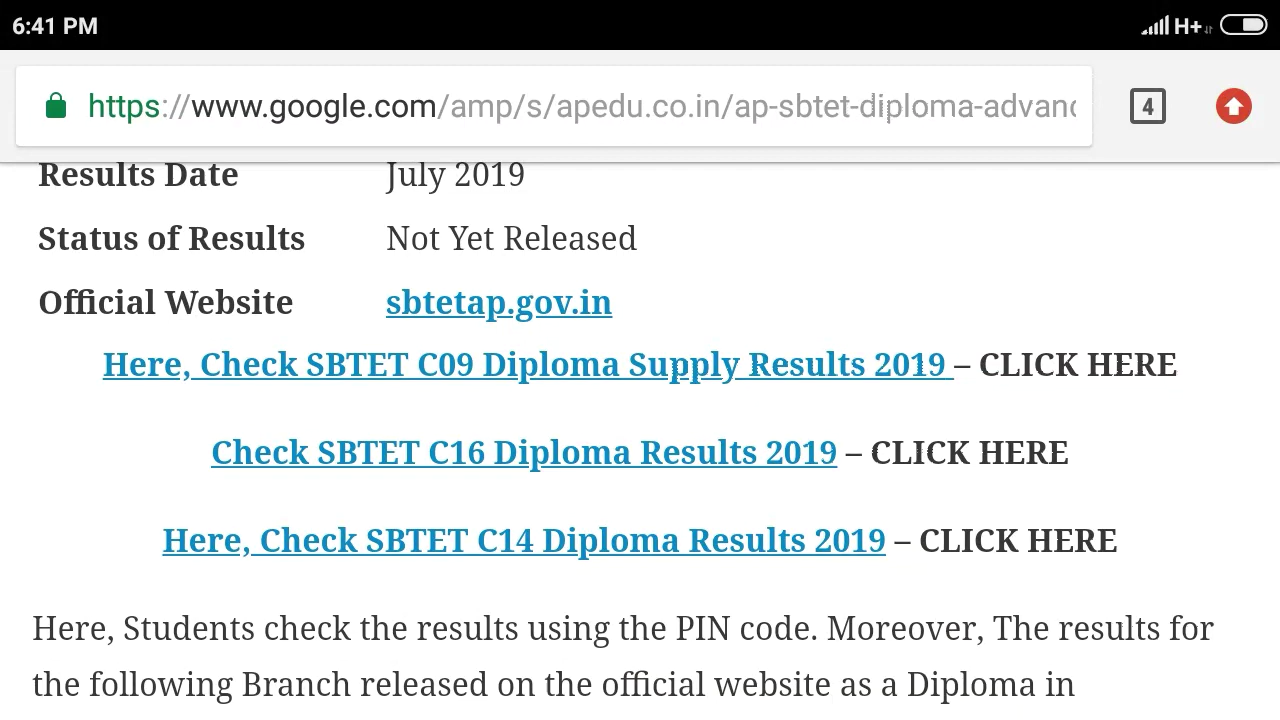 6:41 PM H+
https://www.google.com/amp/s/apedu.co.in/ap-sbtet-diploma-advanc 4
Results Date July 2019
Status of Results Not Yet Released
Official Website sbtetap.gov.in
Here, Check SBTET C09 Diploma Supply Results 2019 – CLICK HERE
Check SBTET C16 Diploma Results 2019 – CLICK HERE
Here, Check SBTET C14 Diploma Results 2019 – CLICK HERE
Here, Students check the results using the PIN code. Moreover, The results for
the following Branch released on the official website as a Diploma in